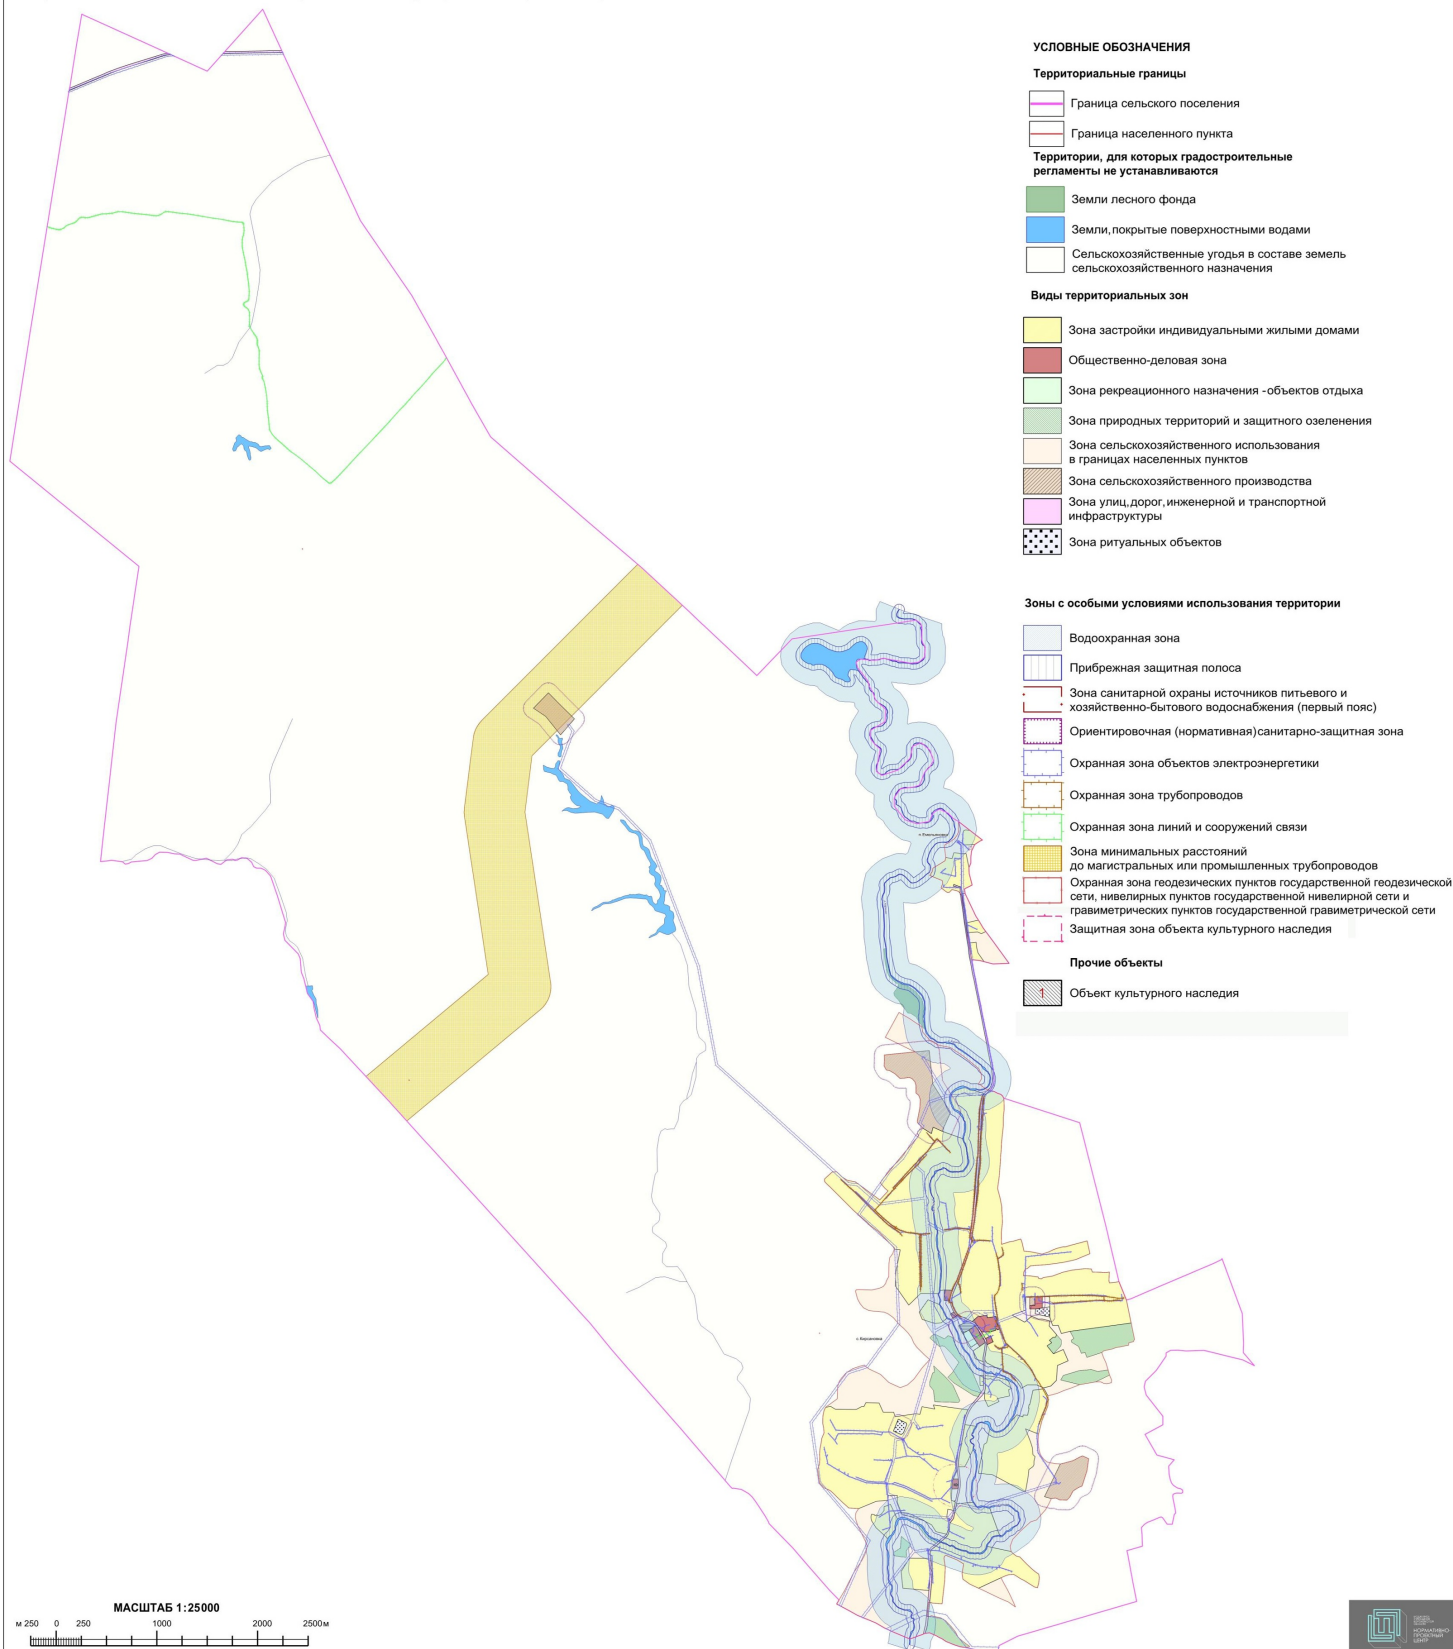 УСЛОВНЫЕ ОБОЗНАЧЕНИЯ
Территориальные границы
Граница сельского поселения
Граница населенного пункта
Территории, для которых градостроительные
регламенты не устанавливаются
Земли лесного фонда
Земли, покрытые поверхностными водами
Сельскохозяйственные угодья в составе земель
сельскохозяйственного назначения
Виды территориальных зон
Зона застройки индивидуальными жилыми домами
Общественно-деловая зона
Зона рекреационного назначения -объектов отдыха
Зона природных территорий и защитного озеленения
Зона сельскохозяйственного использования
в границах населенных пунктов
Зона сельскохозяйственного производства
Зона улиц,дорог,инженерной и транспортной
инфраструктуры
Зона ритуальных объектов
Зоны с особыми условиями использования территории
Водоохранная зона
Прибрежная защитная полоса
Зона санитарной охраны источников питьевого и
хозяйственно-бытового водоснабжения (первый пояс)
Ориентировочная (нормативная)санитарно-защитная зона
Охранная зона объектов электроэнергетики
Охранная зона трубопроводов
Охранная зона линий и сооружений связи
Зона минимальных расстояний
до магистральных или промышленных трубопроводов
Охранная зона геодезических пунктов государственной геодезической
сети, нивелирных пунктов государственной нивелирной сети и
гравиметрических пунктов государственной гравиметрической сети
Защитная зона объекта культурного наследия
Прочие объекты
1 Объект культурного наследия
МАСШТАБ 1:25000
м 250 0 250 1000 2000 2500м
НОРМАТИВНО-
ПРОЕКТНЫЙ
ЦЕНТР